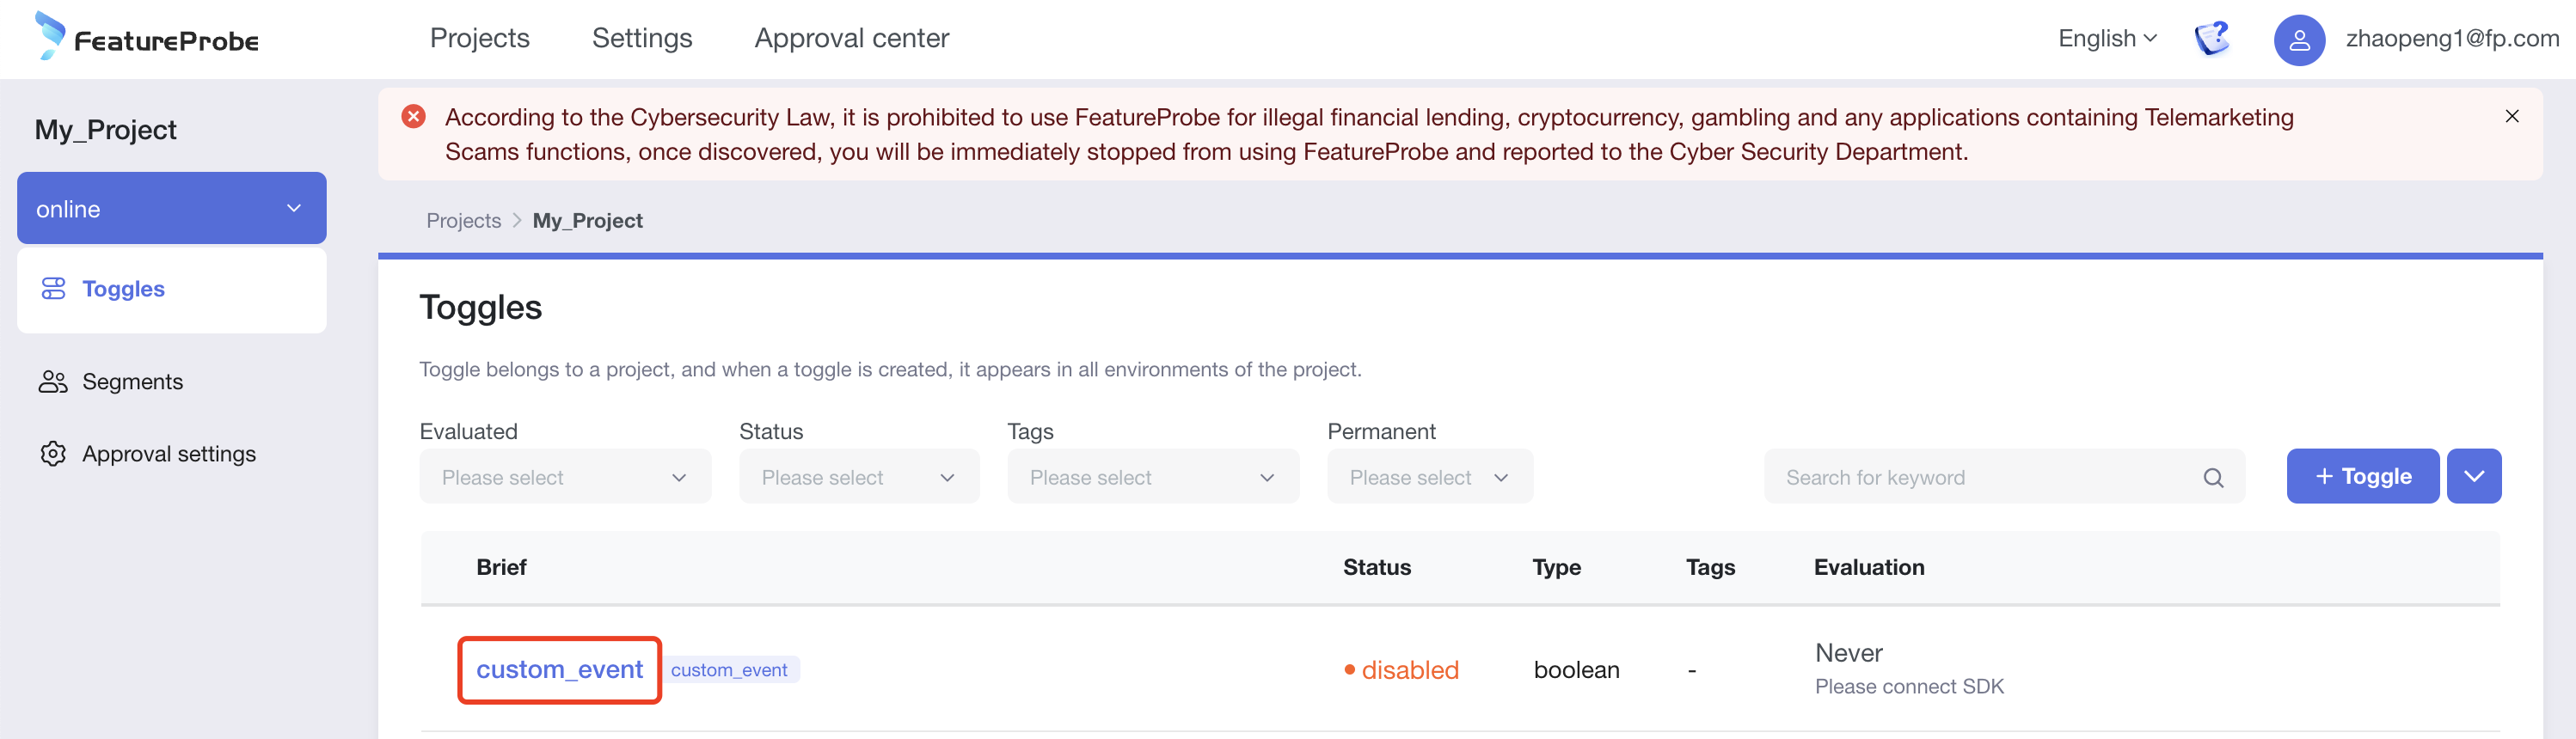 FeatureProbe
Projects
Settings
Approval center
English
zhaopeng1@fp.com
My_Project
online
Toggles
Segments
Approval settings
According to the Cybersecurity Law, it is prohibited to use FeatureProbe for illegal financial lending, cryptocurrency, gambling and any applications containing Telemarketing
Scams functions, once discovered, you will be immediately stopped from using FeatureProbe and reported to the Cyber Security Department.
Projects > My_Project
Toggles
Toggle belongs to a project, and when a toggle is created, it appears in all environments of the project.
Evaluated
Status
Tags
Permanent
Please select
Please select
Please select
Please select
Search for keyword
+ Toggle
Brief
Status
Type
Tags
Evaluation
custom_event
custom_event
disabled
boolean
-
Never
Please connect SDK